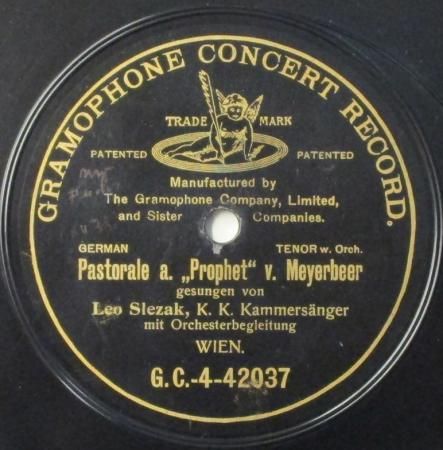 GRAMOPHONE CONCERT RECORD.
TRADE MARK
PATENTED PATENTED
Manufactured by
The Gramophone Company, Limited,
and Sister Companies.
GERMAN TENOR w. Orch.
Pastorale a. „Prophet“ v. Meyerbeer
gesungen von
Leo Slezak, K. K. Kammersänger
mit Orchesterbegleitung
WIEN.
G.C.-4-42037